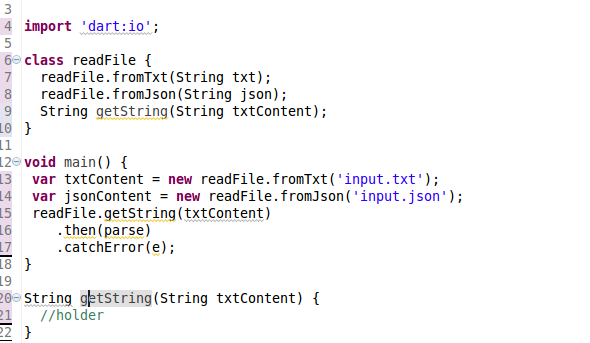 3
4 import 'dart:io';
5
6 class readFile {
7   readFile.fromTxt(String txt);
8   readFile.fromJson(String json);
9   String getString(String txtContent);
10 }
11
12 void main() {
13  var txtContent = new readFile.fromTxt('input.txt');
14  var jsonContent = new readFile.fromJson('input.json');
15  readFile.getString(txtContent)
16     .then(parse)
17     .catchError(e);
18 }
19
20 String getString(String txtContent) {
21   //holder
22 }